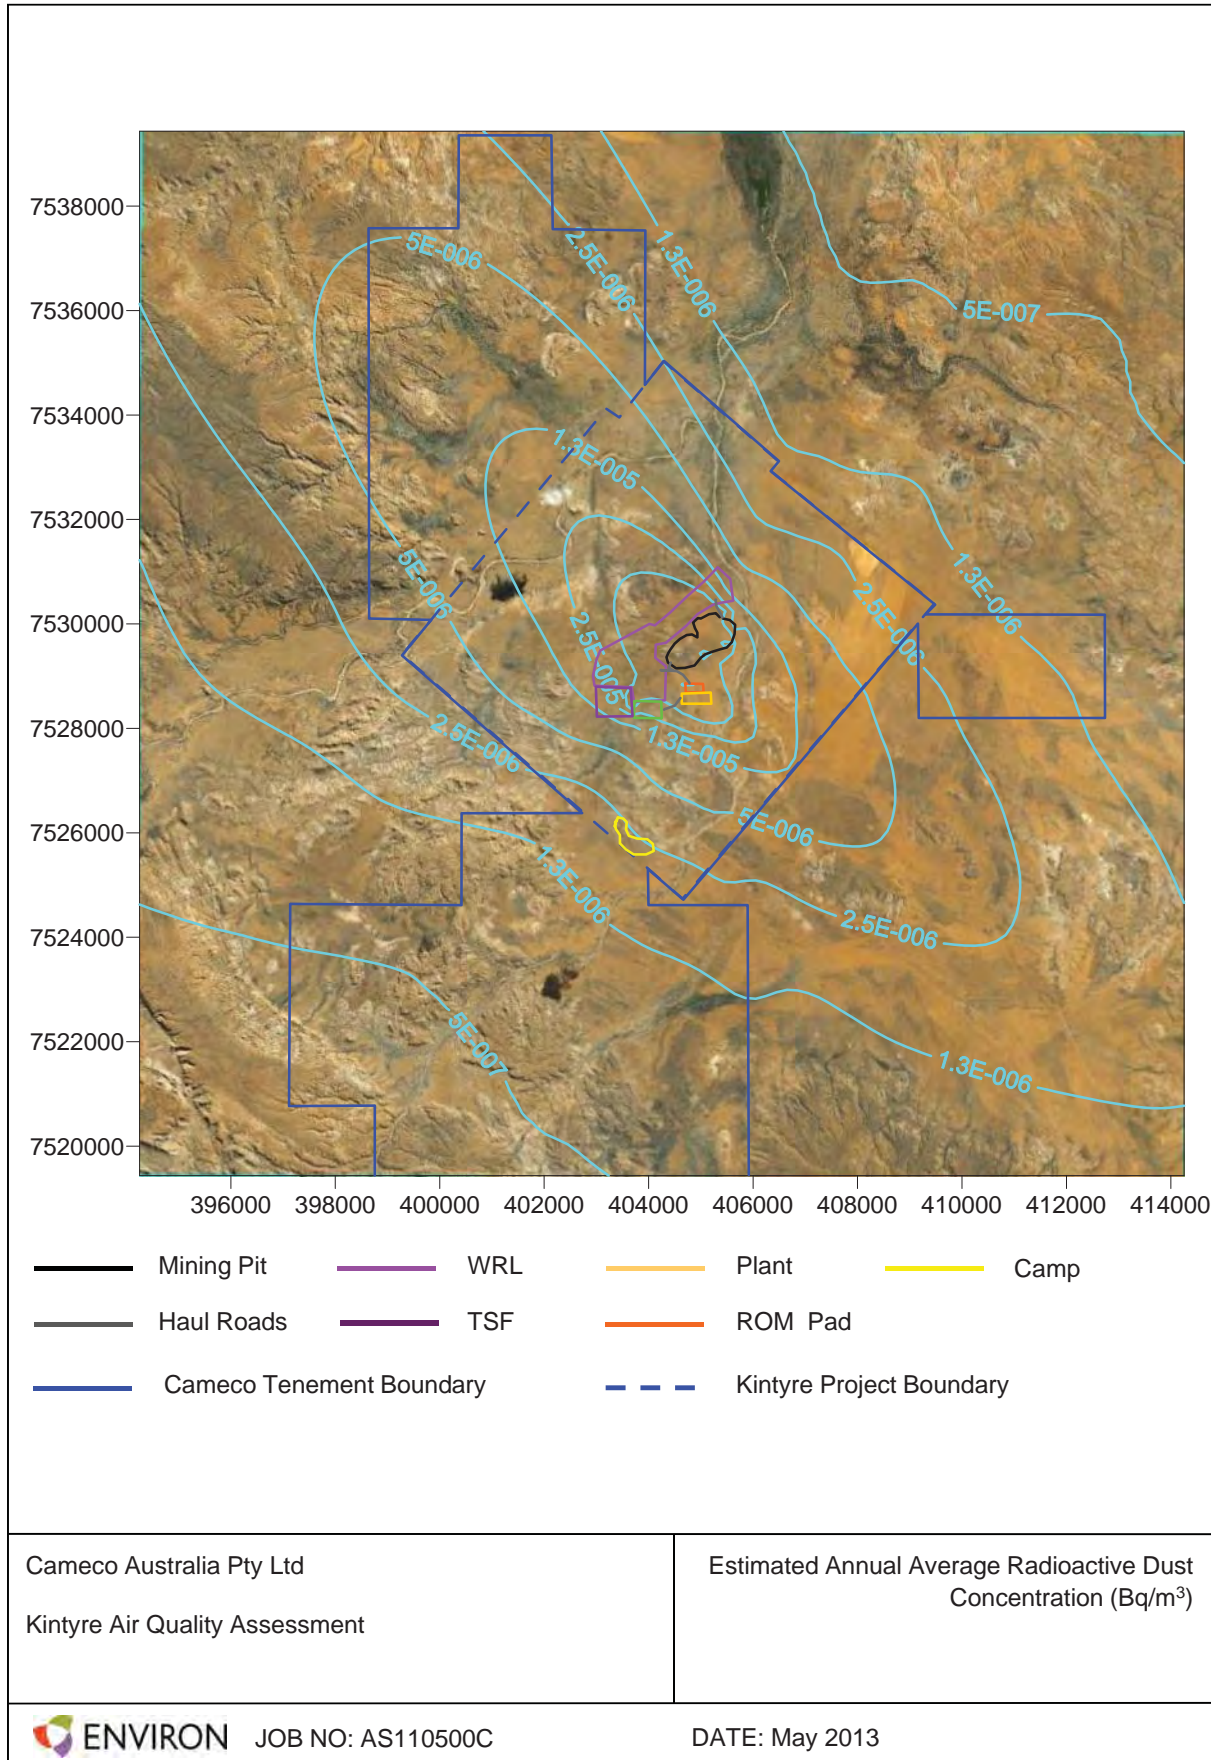 7538000
7536000
7534000
7532000
7530000
7528000
7526000
7524000
7522000
7520000
396000 398000 400000 402000 404000 406000 408000 410000 412000 414000
5E-006
2.5E-006
1.3E-006
5E-007
1.3E-005
5E-006
2.5E-005
1.3E-005
2.5E-006
1.3E-006
2.5E-006
5E-006
1.3E-006
2.5E-006
5E-007
1.3E-006
Mining Pit WRL Plant Camp
Haul Roads TSF ROM Pad
Cameco Tenement Boundary Kintyre Project Boundary
Cameco Australia Pty Ltd
Kintyre Air Quality Assessment
Estimated Annual Average Radioactive Dust
Concentration (Bq/m³)
ENVIRON JOB NO: AS110500C DATE: May 2013